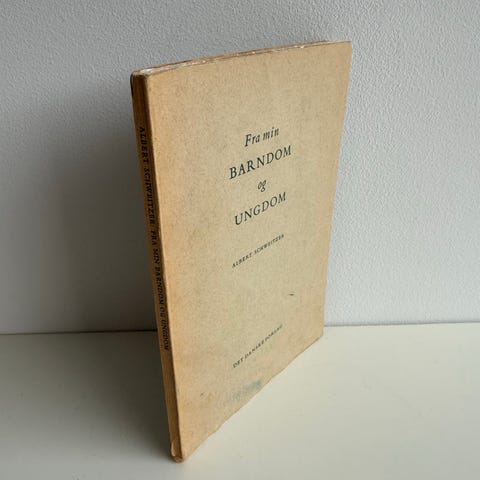 Fra min
BARNDOM
og
UNGDOM
ALBERT SCHWEITZER
DET DANSKE FORLAG
ALBERT SCHWEITZER: FRA MIN BARNDOM OG UNGDOM